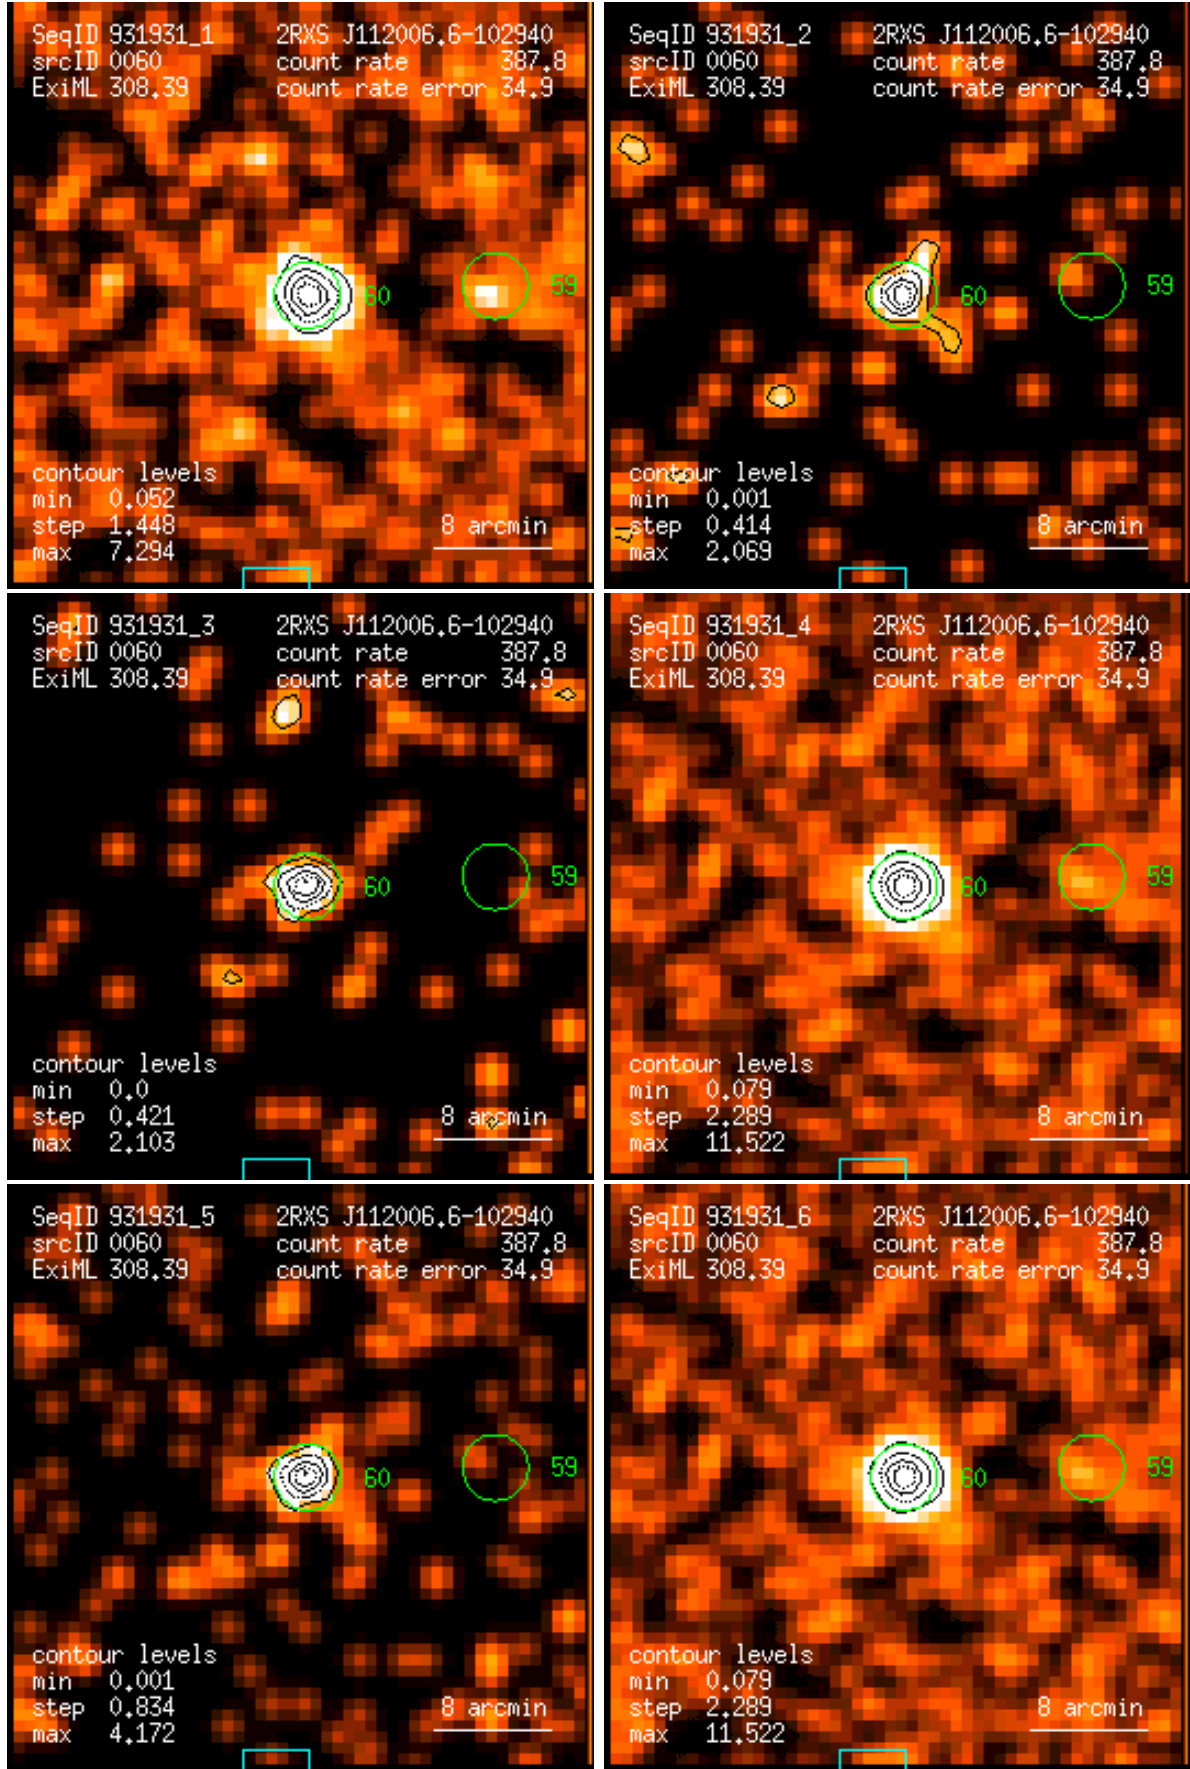 SeqID 931931_1 2RXS J112006.6-102940
srcID 0060 count rate 387.8
ExiML 308.39 count rate error 34.9
60
59
contour levels
min 0.052
step 1.448
max 7.294
8 arcmin
SeqID 931931_2 2RXS J112006.6-102940
srcID 0060 count rate 387.8
ExiML 308.39 count rate error 34.9
60
59
contour levels
min 0.001
step 0.414
max 2.069
8 arcmin
SeqID 931931_3 2RXS J112006.6-102940
srcID 0060 count rate 387.8
ExiML 308.39 count rate error 34.9
60
59
contour levels
min 0.0
step 0.421
max 2.103
8 arcmin
SeqID 931931_4 2RXS J112006.6-102940
srcID 0060 count rate 387.8
ExiML 308.39 count rate error 34.9
60
59
contour levels
min 0.079
step 2.289
max 11.522
8 arcmin
SeqID 931931_5 2RXS J112006.6-102940
srcID 0060 count rate 387.8
ExiML 308.39 count rate error 34.9
60
59
contour levels
min 0.001
step 0.834
max 4.172
8 arcmin
SeqID 931931_6 2RXS J112006.6-102940
srcID 0060 count rate 387.8
ExiML 308.39 count rate error 34.9
60
59
contour levels
min 0.079
step 2.289
max 11.522
8 arcmin